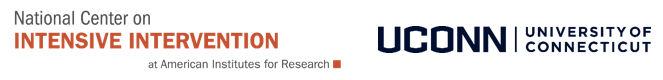 National Center on
INTENSIVE INTERVENTION
at American Institutes for Research
UCONN
UNIVERSITY OF
CONNECTICUT